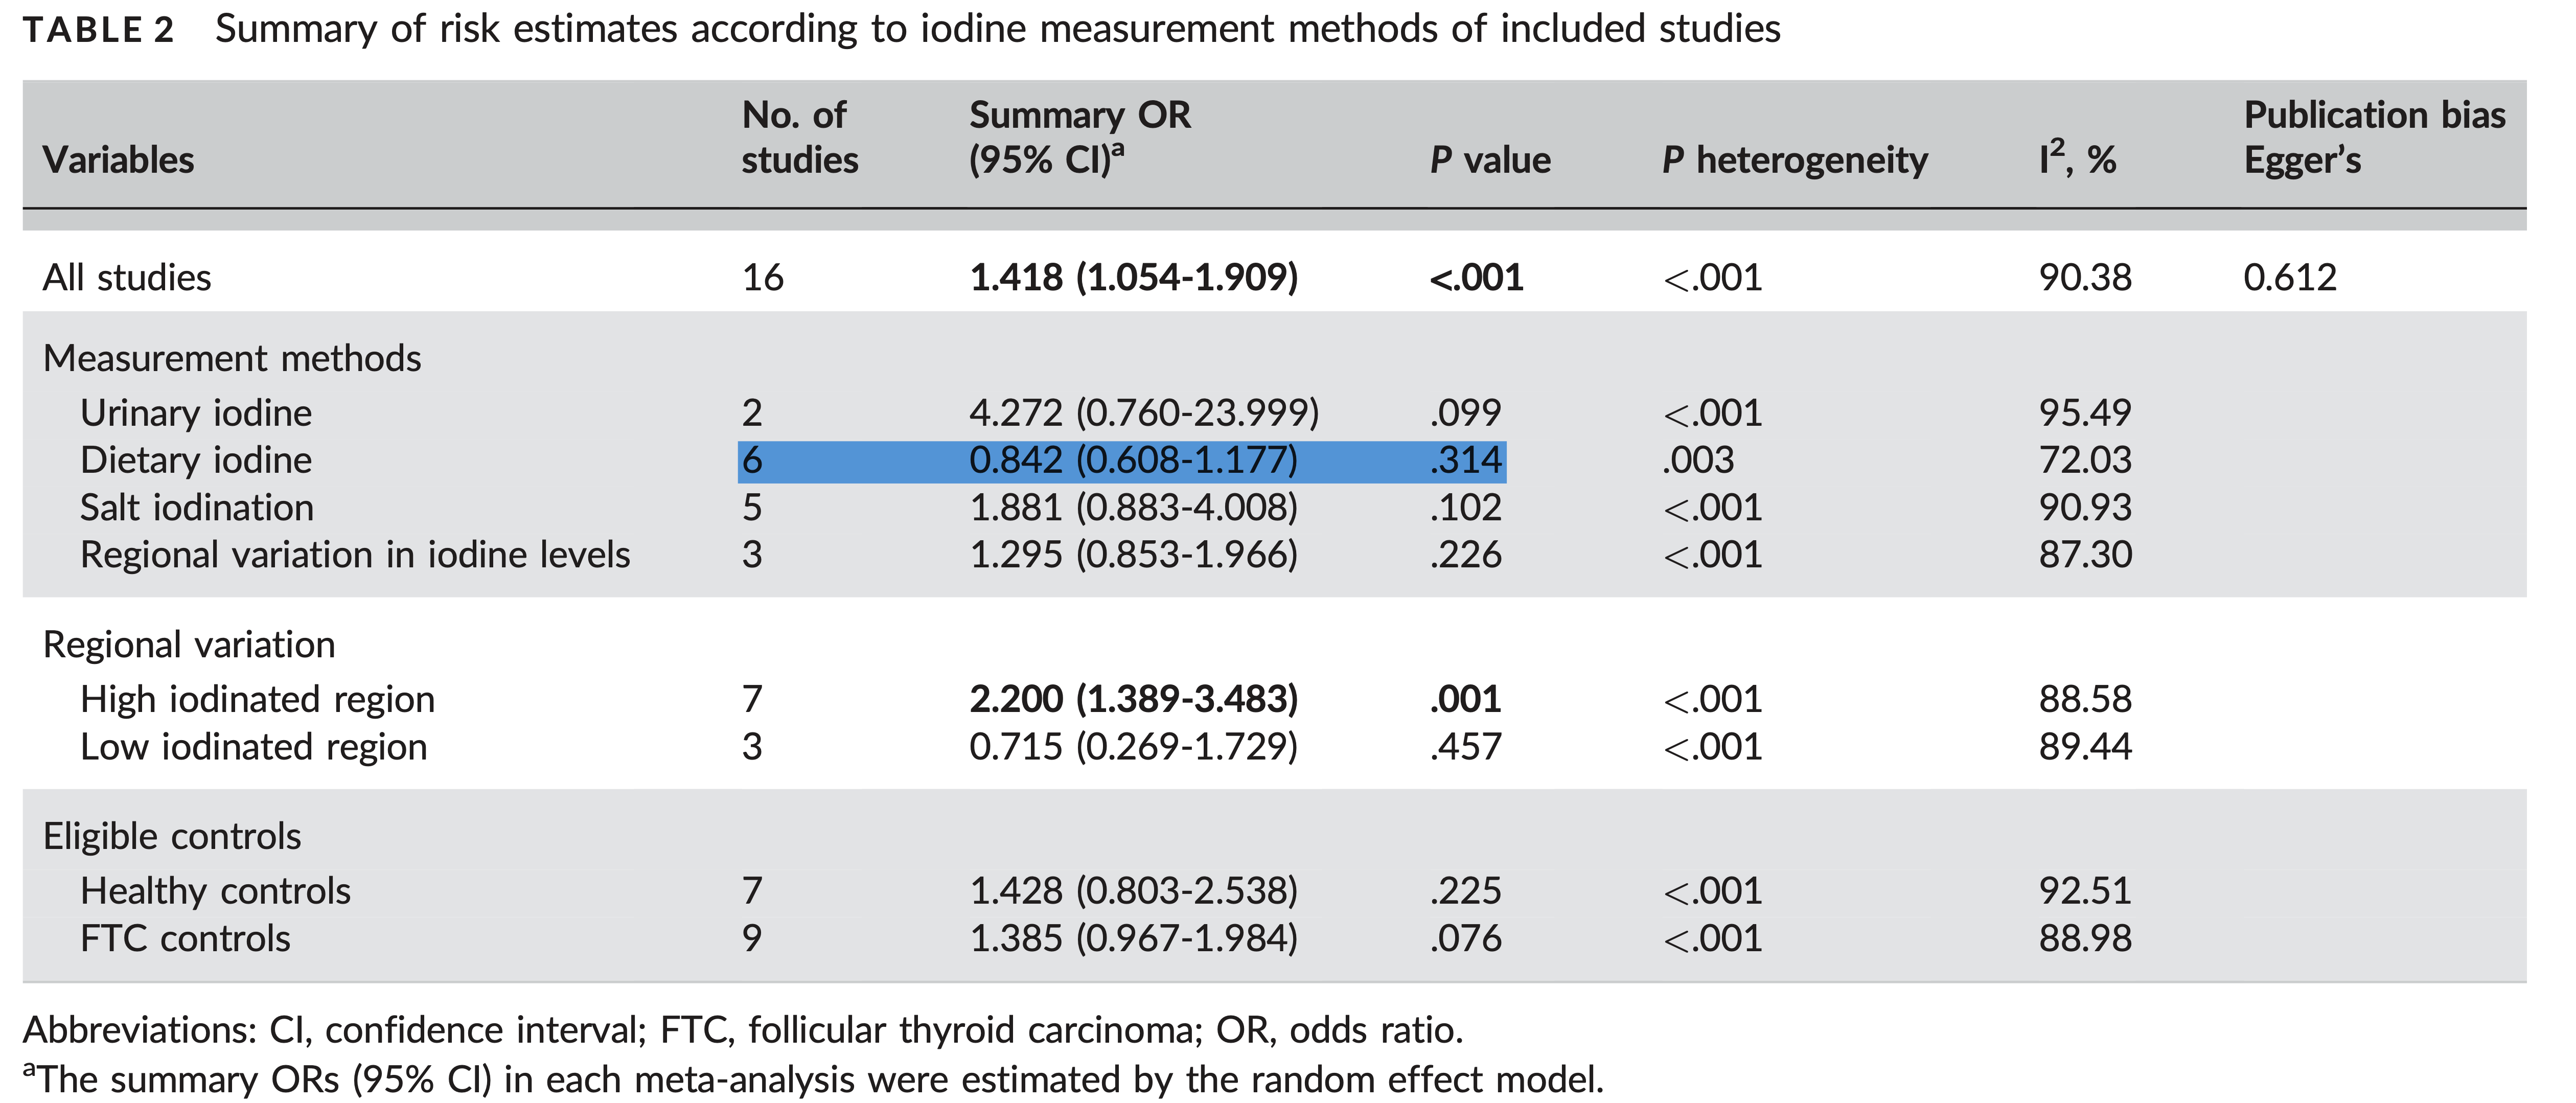 TABLE 2 Summary of risk estimates according to iodine measurement methods of included studies
Variables No. of studies Summary OR (95% CI)a P value P heterogeneity I2, % Publication bias Egger’s
All studies 16 1.418 (1.054-1.909) <.001 <.001 90.38 0.612
Measurement methods
Urinary iodine 2 4.272 (0.760-23.999) .099 <.001 95.49
Dietary iodine 6 0.842 (0.608-1.177) .314 .003 72.03
Salt iodination 5 1.881 (0.883-4.008) .102 <.001 90.93
Regional variation in iodine levels 3 1.295 (0.853-1.966) .226 <.001 87.30
Regional variation
High iodinated region 7 2.200 (1.389-3.483) .001 <.001 88.58
Low iodinated region 3 0.715 (0.269-1.729) .457 <.001 89.44
Eligible controls
Healthy controls 7 1.428 (0.803-2.538) .225 <.001 92.51
FTC controls 9 1.385 (0.967-1.984) .076 <.001 88.98
Abbreviations: CI, confidence interval; FTC, follicular thyroid carcinoma; OR, odds ratio.
aThe summary ORs (95% CI) in each meta-analysis were estimated by the random effect model.